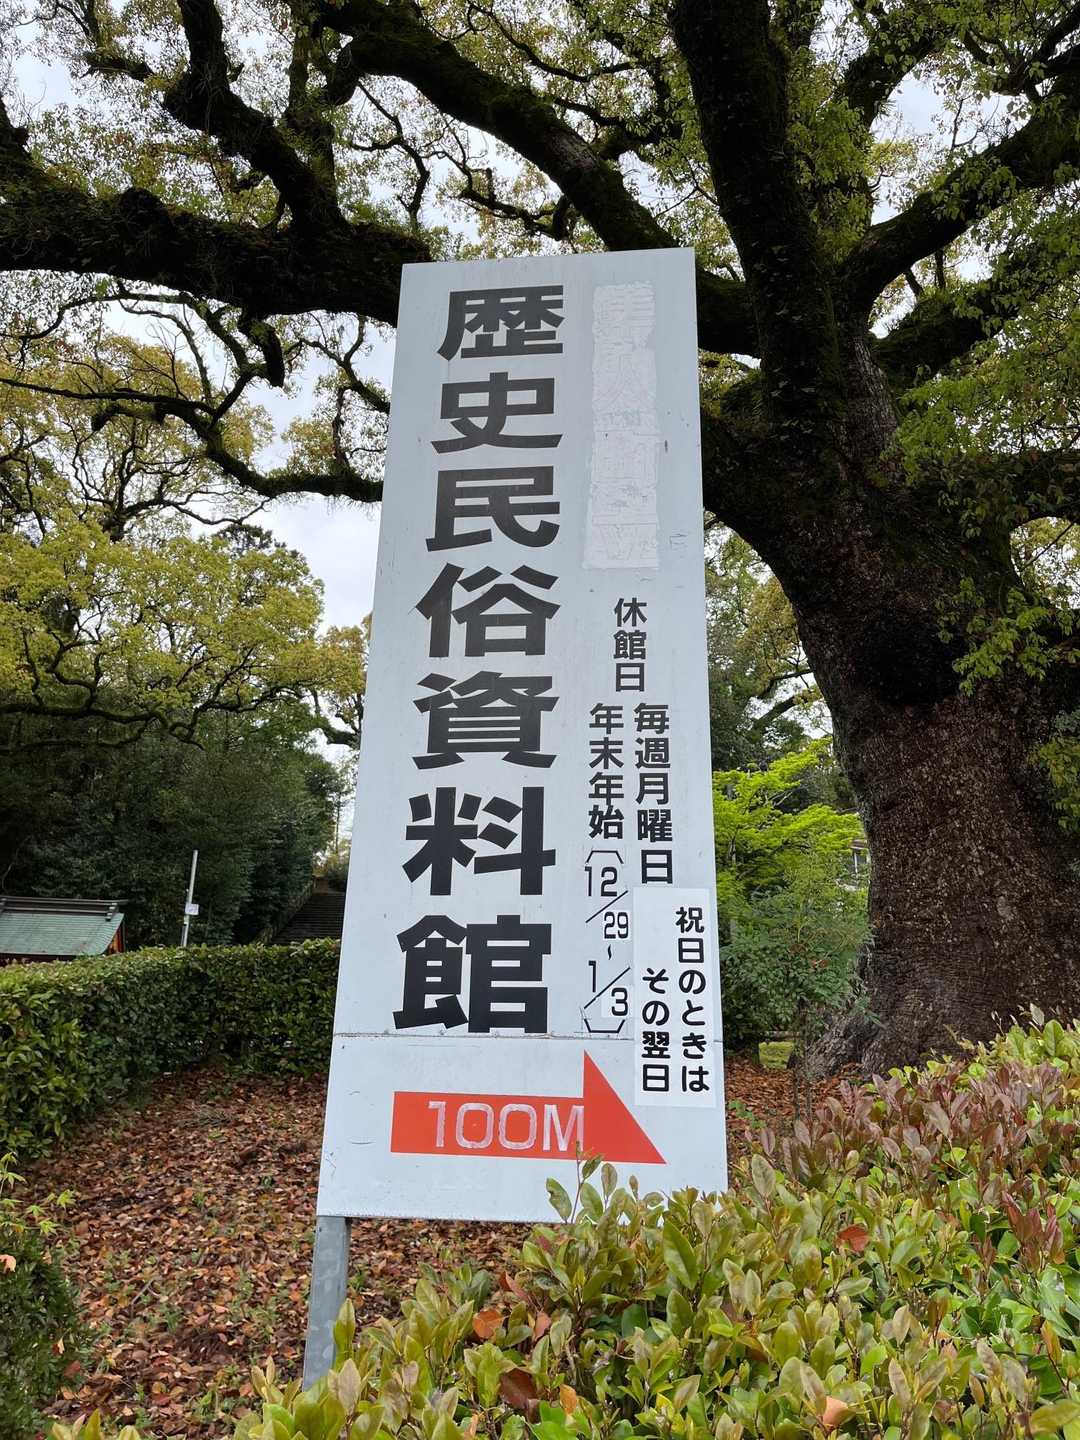 歴史民俗資料館
休館日
毎週月曜日
祝日のときは
その翌日
年末年始
〔12/29~1/3〕
100M